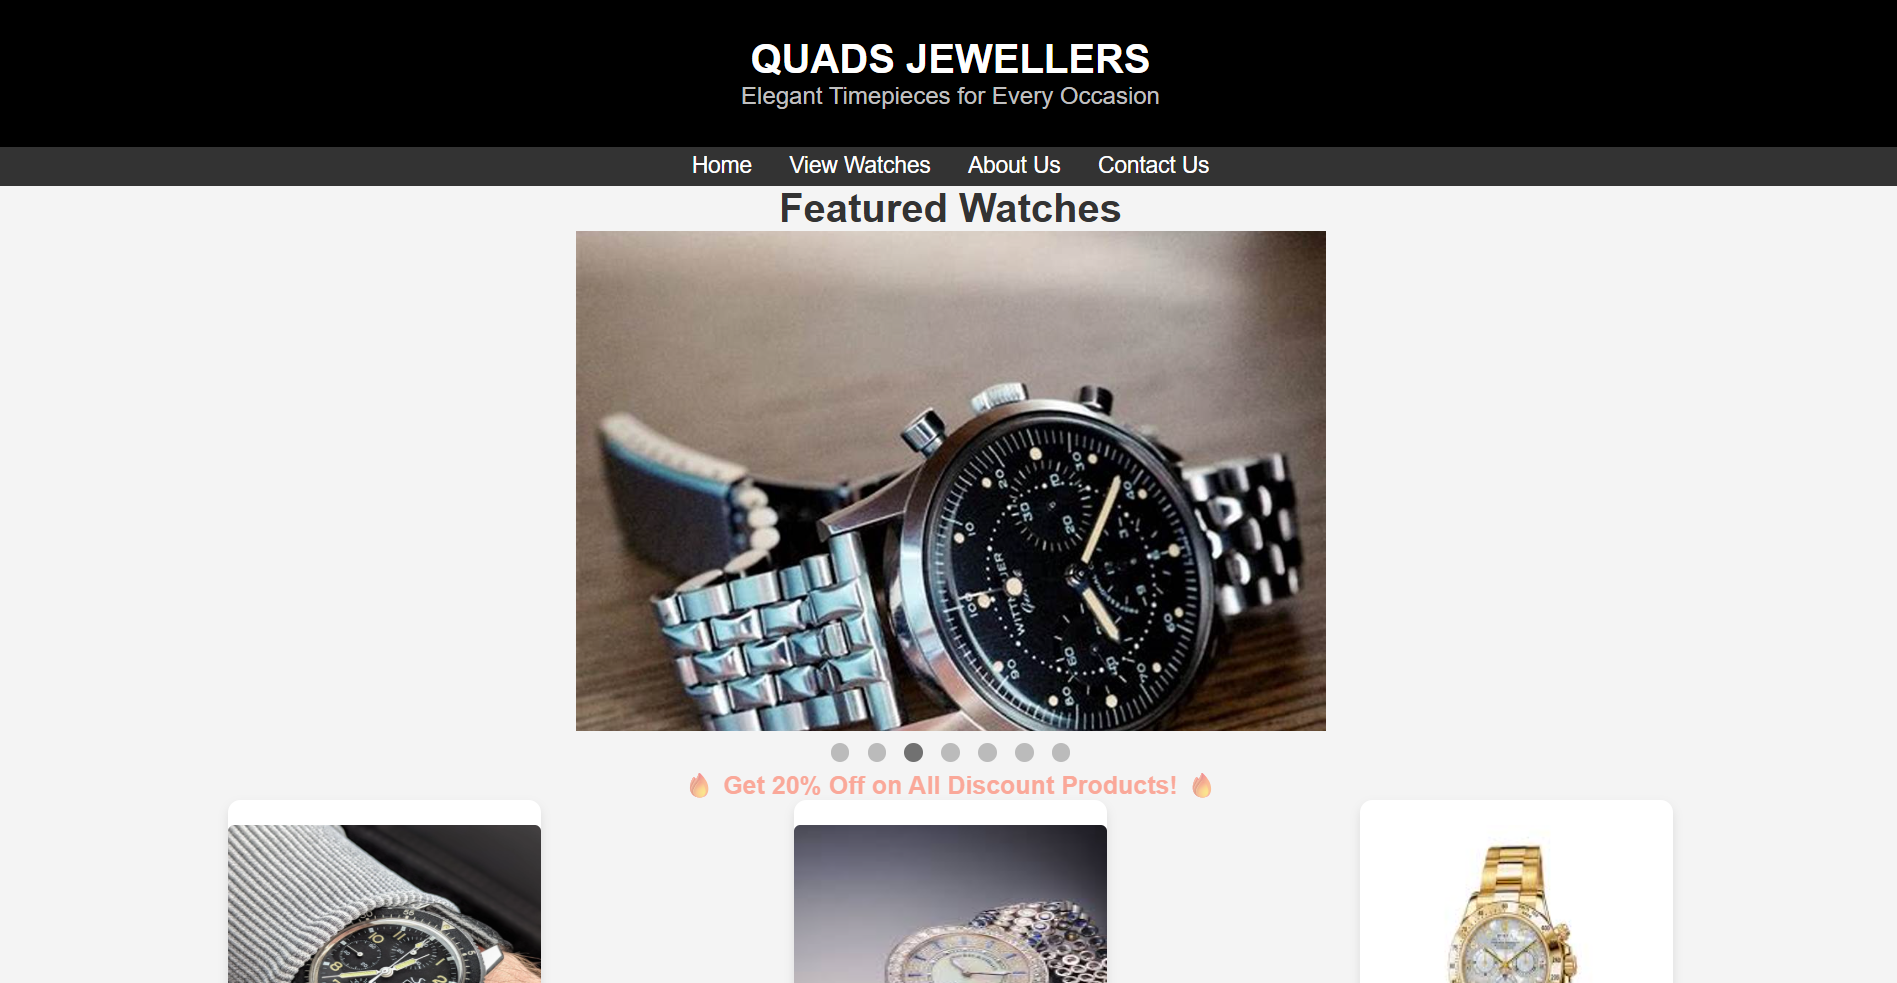 QUADS JEWELLERS
Elegant Timepieces for Every Occasion
Home View Watches About Us Contact Us
Featured Watches
🔥 Get 20% Off on All Discount Products! 🔥